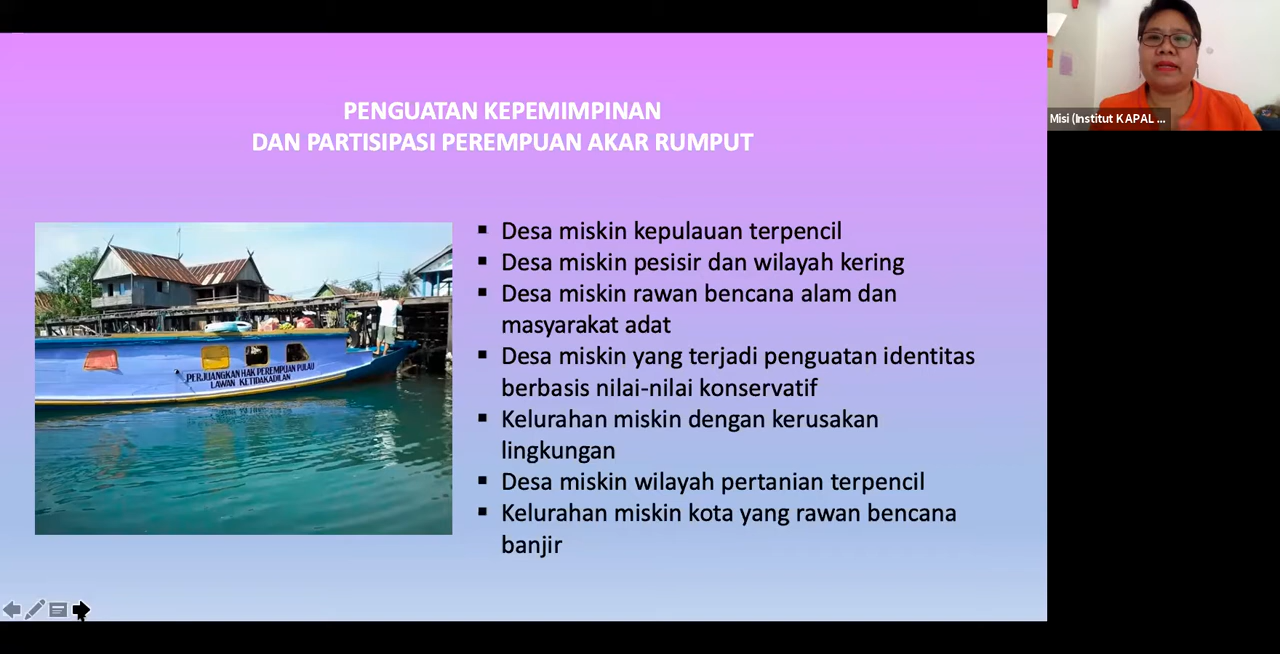 PENGUATAN KEPEMIMPINAN
DAN PARTISIPASI PEREMPUAN AKAR RUMPUT
Misi (Institut KAPAL ...
▪ Desa miskin kepulauan terpencil
▪ Desa miskin pesisir dan wilayah kering
▪ Desa miskin rawan bencana alam dan
masyarakat adat
▪ Desa miskin yang terjadi penguatan identitas
berbasis nilai-nilai konservatif
▪ Kelurahan miskin dengan kerusakan
lingkungan
▪ Desa miskin wilayah pertanian terpencil
▪ Kelurahan miskin kota yang rawan bencana
banjir
PERJUANGKAN HAK PEREMPUAN PULAU
LAWAN KETIDAKADILAN